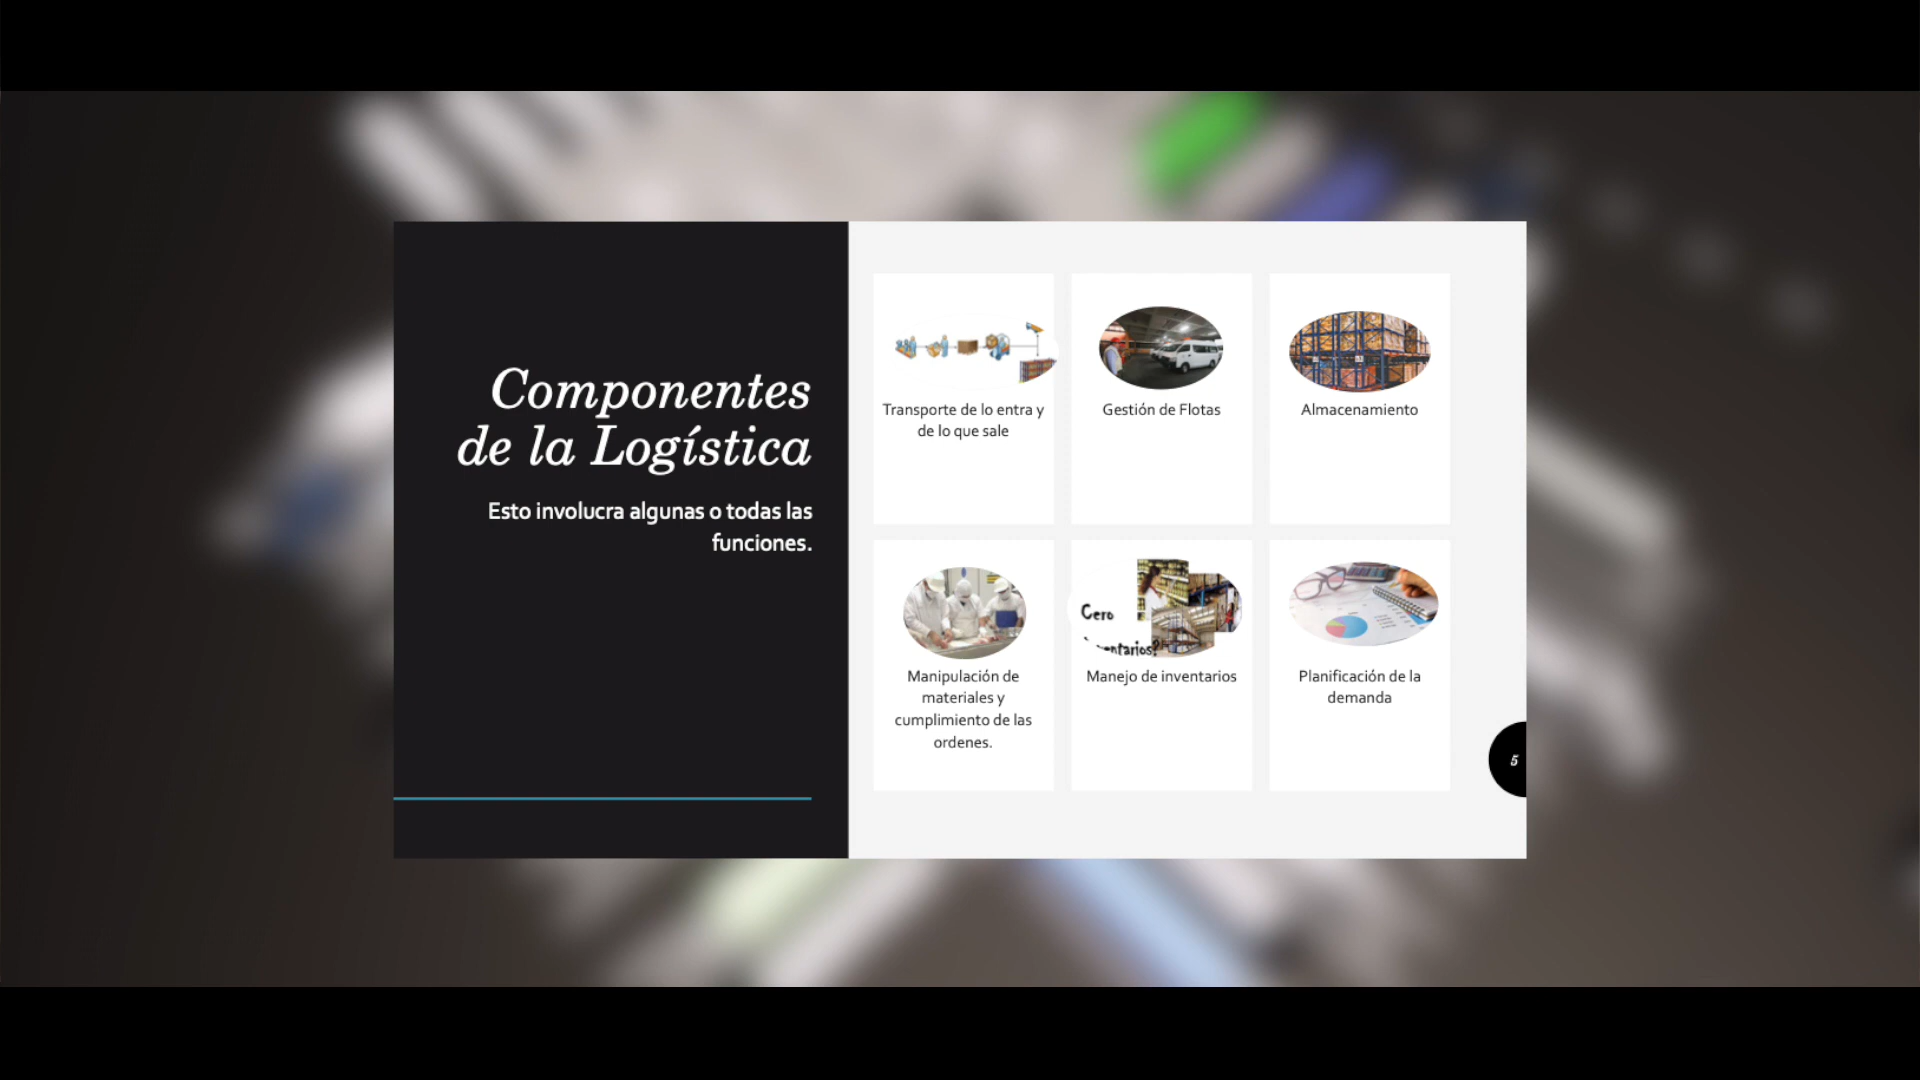 Componentes
de la Logística
Esto involucra algunas o todas las
funciones.
Transporte de lo entra y
de lo que sale
Gestión de Flotas
Almacenamiento
Cero
Manipulación de
materiales y
cumplimiento de las
ordenes.
Manejo de inventarios
Planificación de la
demanda
5